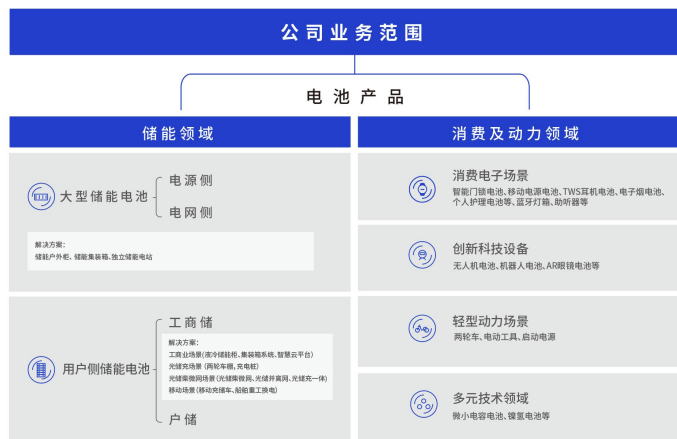 公司业务范围
电池产品
储能领域
大型储能电池
电源侧
电网侧
解决方案：
储能户外柜、储能集装箱、独立储能电站
用户侧储能电池
工商储
解决方案：
工商业场景（液冷储能柜、集装箱系统、智慧云平台）
光储充场景（两轮车棚，充电桩）
光储柴微网场景（光储柴微网、光储并离网、光储充一体）
移动场景（移动充储车、船舶重工换电）
户储
消费及动力领域
消费电子场景
智能门锁电池、移动电源电池、TWS耳机电池、电子烟电池、
个人护理电池等、蓝牙灯箱、助听器等
创新科技设备
无人机电池、机器人电池、AR眼镜电池等
轻型动力场景
两轮车、电动工具、启动电源
多元技术领域
微小电容电池、镍氢电池等